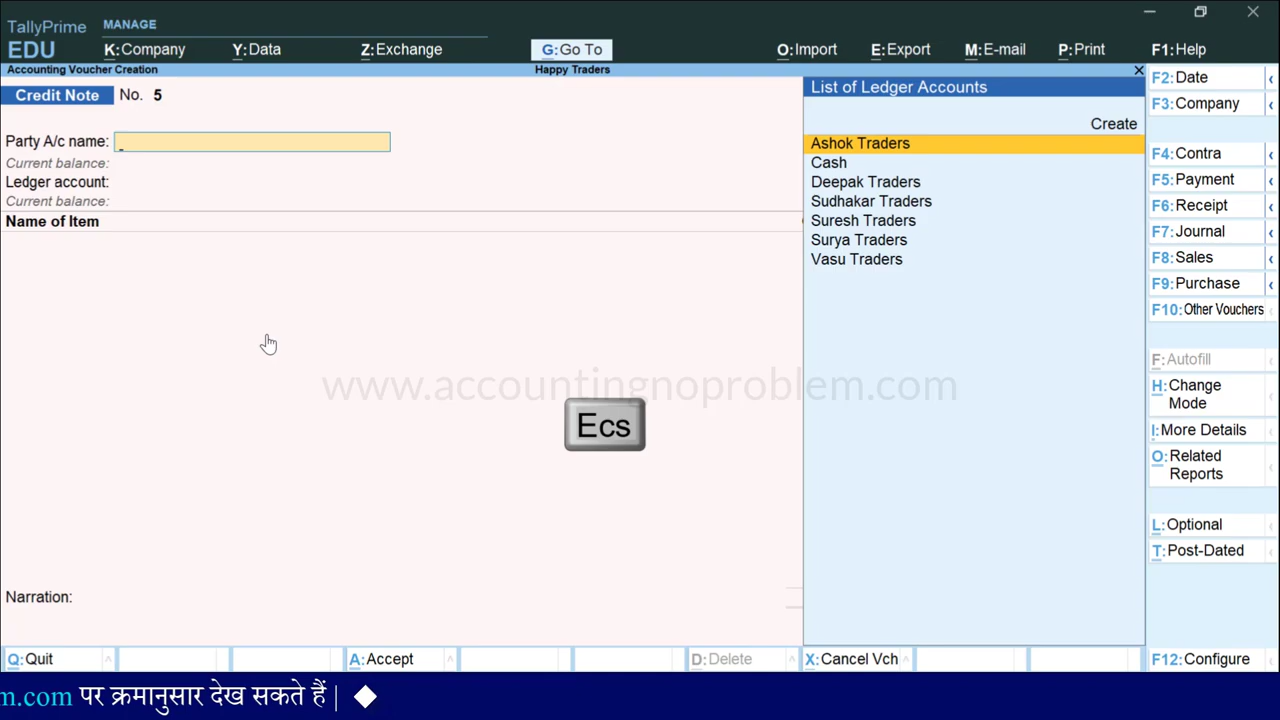 TallyPrime MANAGE
EDU K:Company Y:Data Z:Exchange G:Go To O:Import E:Export M:E-mail P:Print F1:Help
Accounting Voucher Creation Happy Traders
Credit Note No. 5
Party A/c name:
Current balance:
Ledger account:
Current balance:
Name of Item
Narration:
List of Ledger Accounts
Create
Ashok Traders
Cash
Deepak Traders
Sudhakar Traders
Suresh Traders
Surya Traders
Vasu Traders
F2:Date
F3:Company
F4:Contra
F5:Payment
F6:Receipt
F7:Journal
F8:Sales
F9:Purchase
F10:Other Vouchers
F:Autofill
H:Change
Mode
I:More Details
O:Related
Reports
L:Optional
T:Post-Dated
www.accountingnoproblem.com
Ecs
Q:Quit A:Accept D:Delete X:Cancel Vch F12:Configure
m.com पर क्रमानुसार देख सकते हैं |